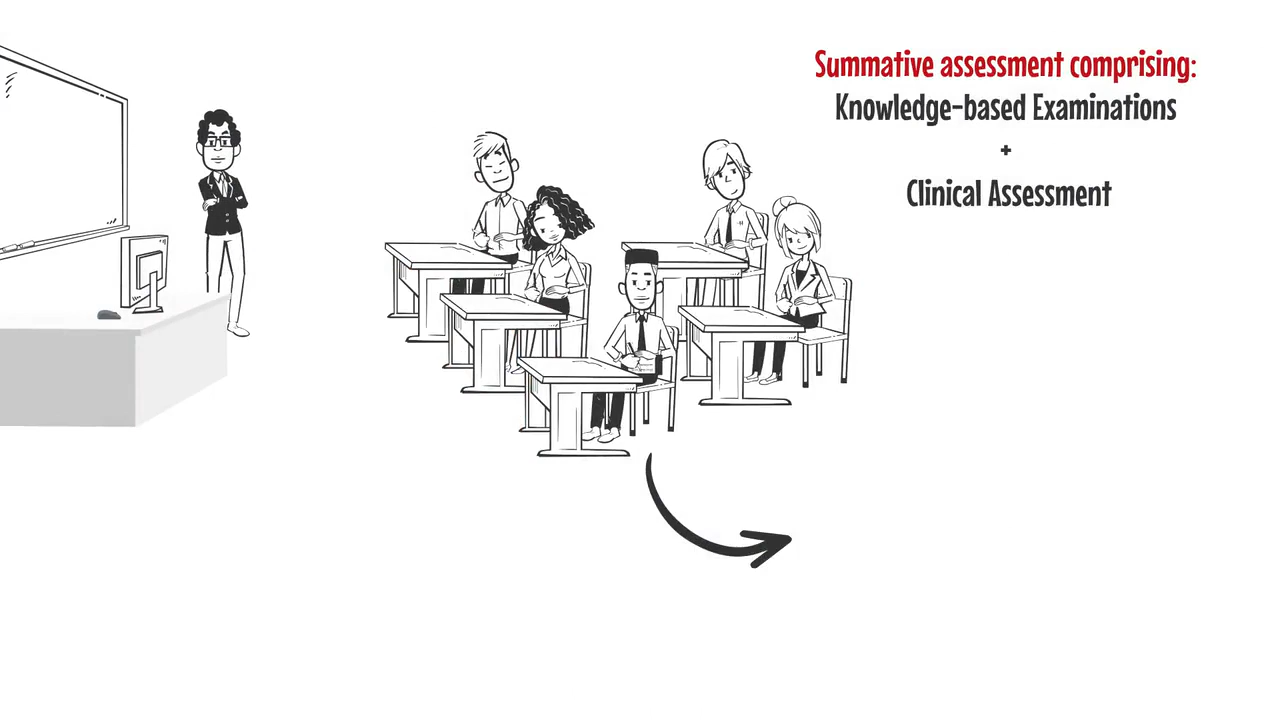 Summative assessment comprising:
Knowledge-based Examinations
+
Clinical Assessment